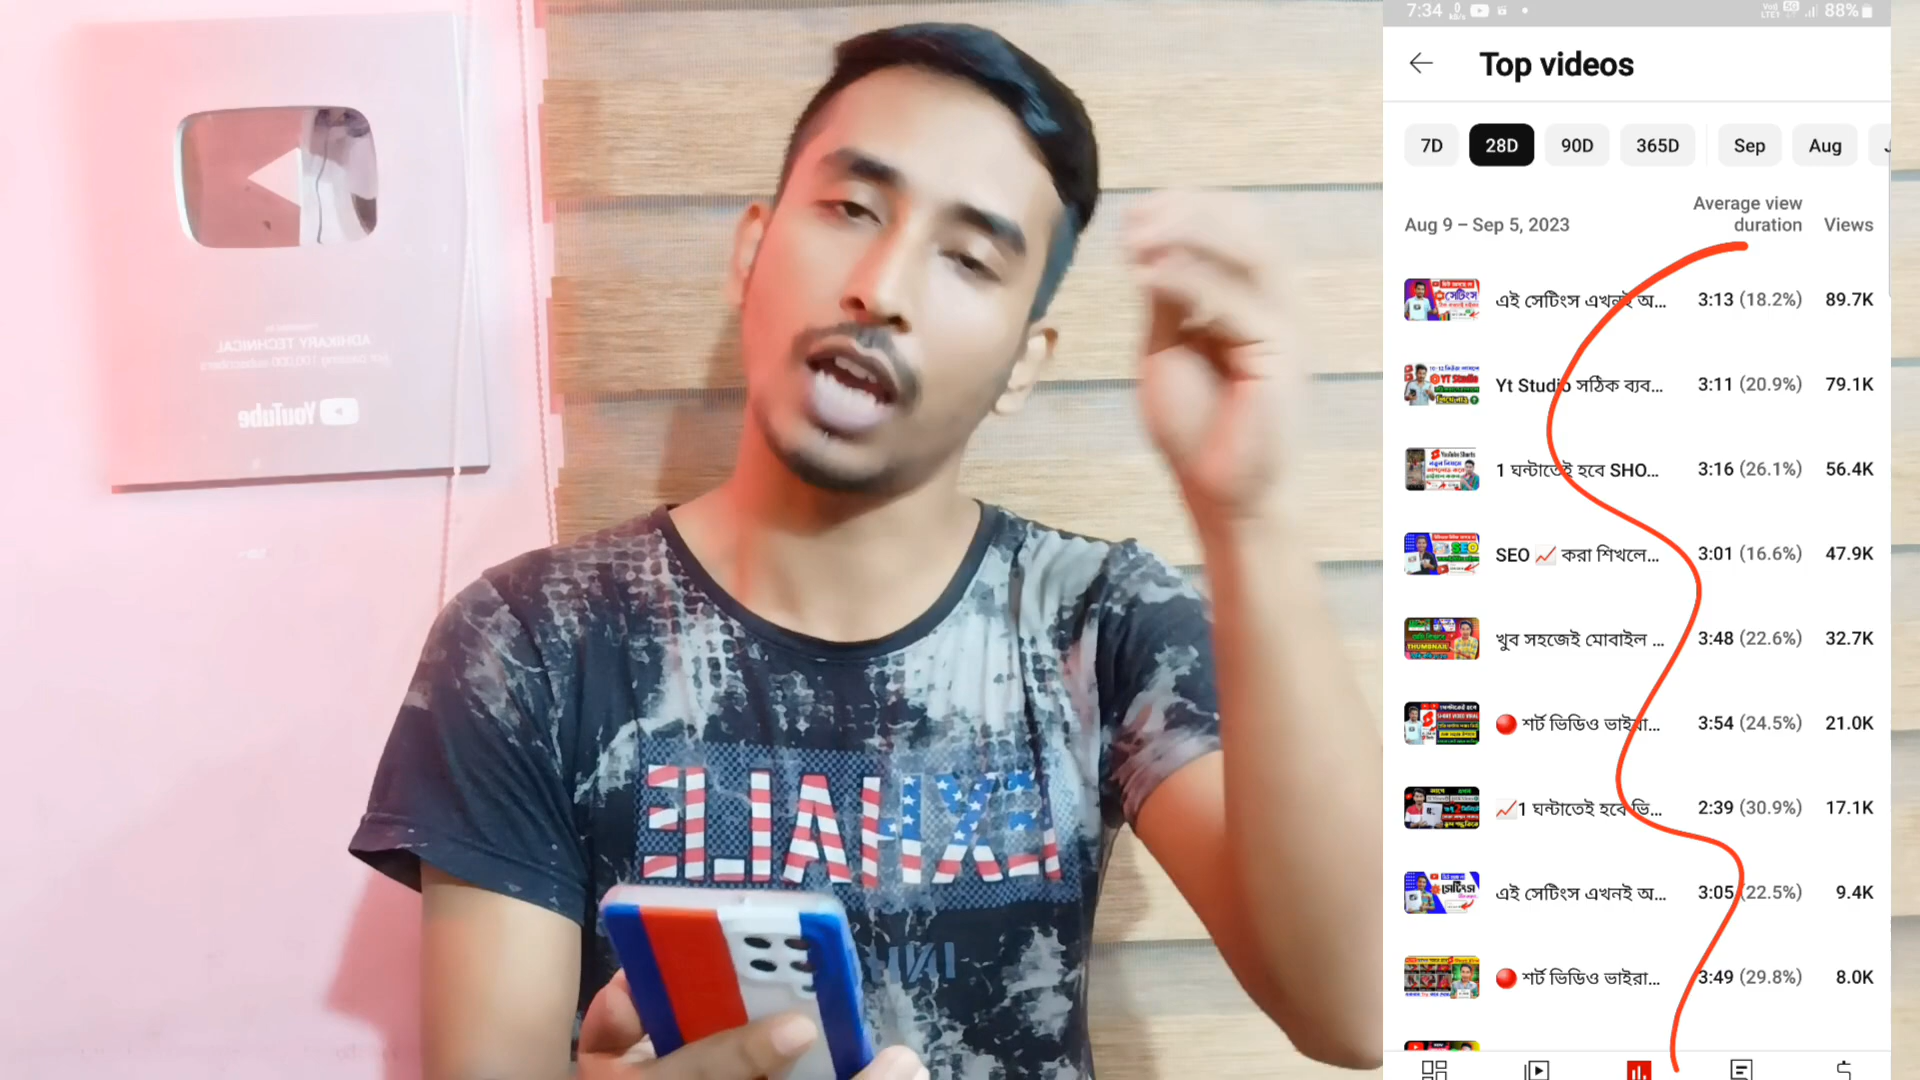 ADHIKARY TECHNICAL
YouTube
EXHALE
7:34
88%
Top videos
7D 28D 90D 365D Sep Aug
Aug 9 – Sep 5, 2023
Average view duration
Views
এই সেটিংস এখনই অ... 3:13 (18.2%) 89.7K
Yt Studio সঠিক ব্যব... 3:11 (20.9%) 79.1K
1 ঘন্টাতেই হবে SHO... 3:16 (26.1%) 56.4K
SEO 📈 করা শিখলে... 3:01 (16.6%) 47.9K
খুব সহজেই মোবাইল ... 3:48 (22.6%) 32.7K
🔴 শর্ট ভিডিও ভাইরা... 3:54 (24.5%) 21.0K
📈1 ঘন্টাতেই হবে ভি... 2:39 (30.9%) 17.1K
এই সেটিংস এখনই অ... 3:05 (22.5%) 9.4K
🔴 শর্ট ভিডিও ভাইরা... 3:49 (29.8%) 8.0K